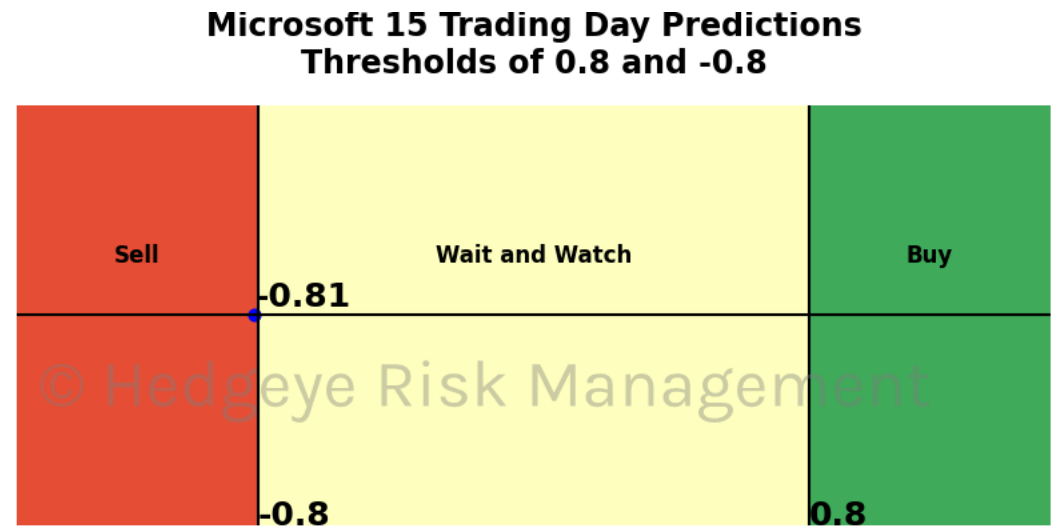 Microsoft 15 Trading Day Predictions
Thresholds of 0.8 and -0.8
Sell
Wait and Watch
Buy
-0.81
© Hedgeye Risk Management
-0.8
0.8